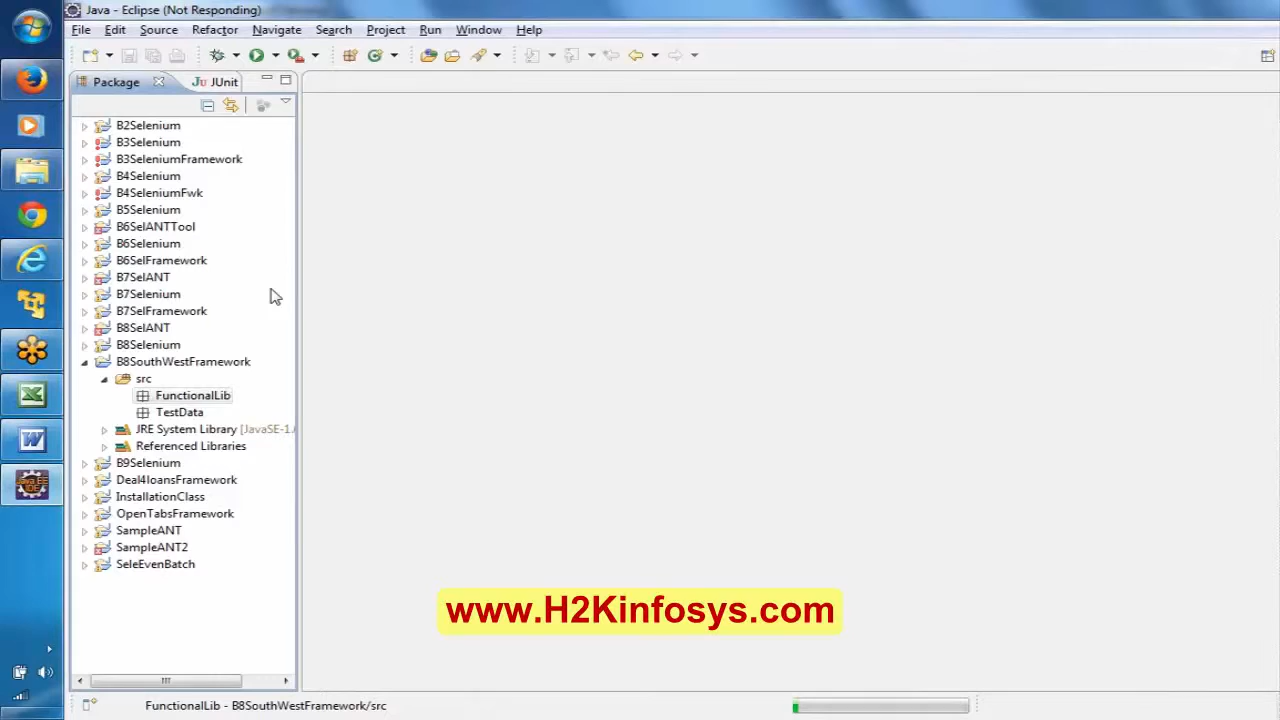 Java - Eclipse (Not Responding)
File Edit Source Refactor Navigate Search Project Run Window Help
Package JUnit
B2Selenium
B3Selenium
B3SeleniumFramework
B4Selenium
B4SeleniumFwk
B5Selenium
B6SelANTTool
B6Selenium
B6SelFramework
B7SelANT
B7Selenium
B7SelFramework
B8SelANT
B8Selenium
B8SouthWestFramework
src
FunctionalLib
TestData
JRE System Library [JavaSE-1.
Referenced Libraries
B9Selenium
Deal4loansFramework
InstallationClass
OpenTabsFramework
SampleANT
SampleANT2
SeleEvenBatch
www.H2Kinfosys.com
FunctionalLib - B8SouthWestFramework/src